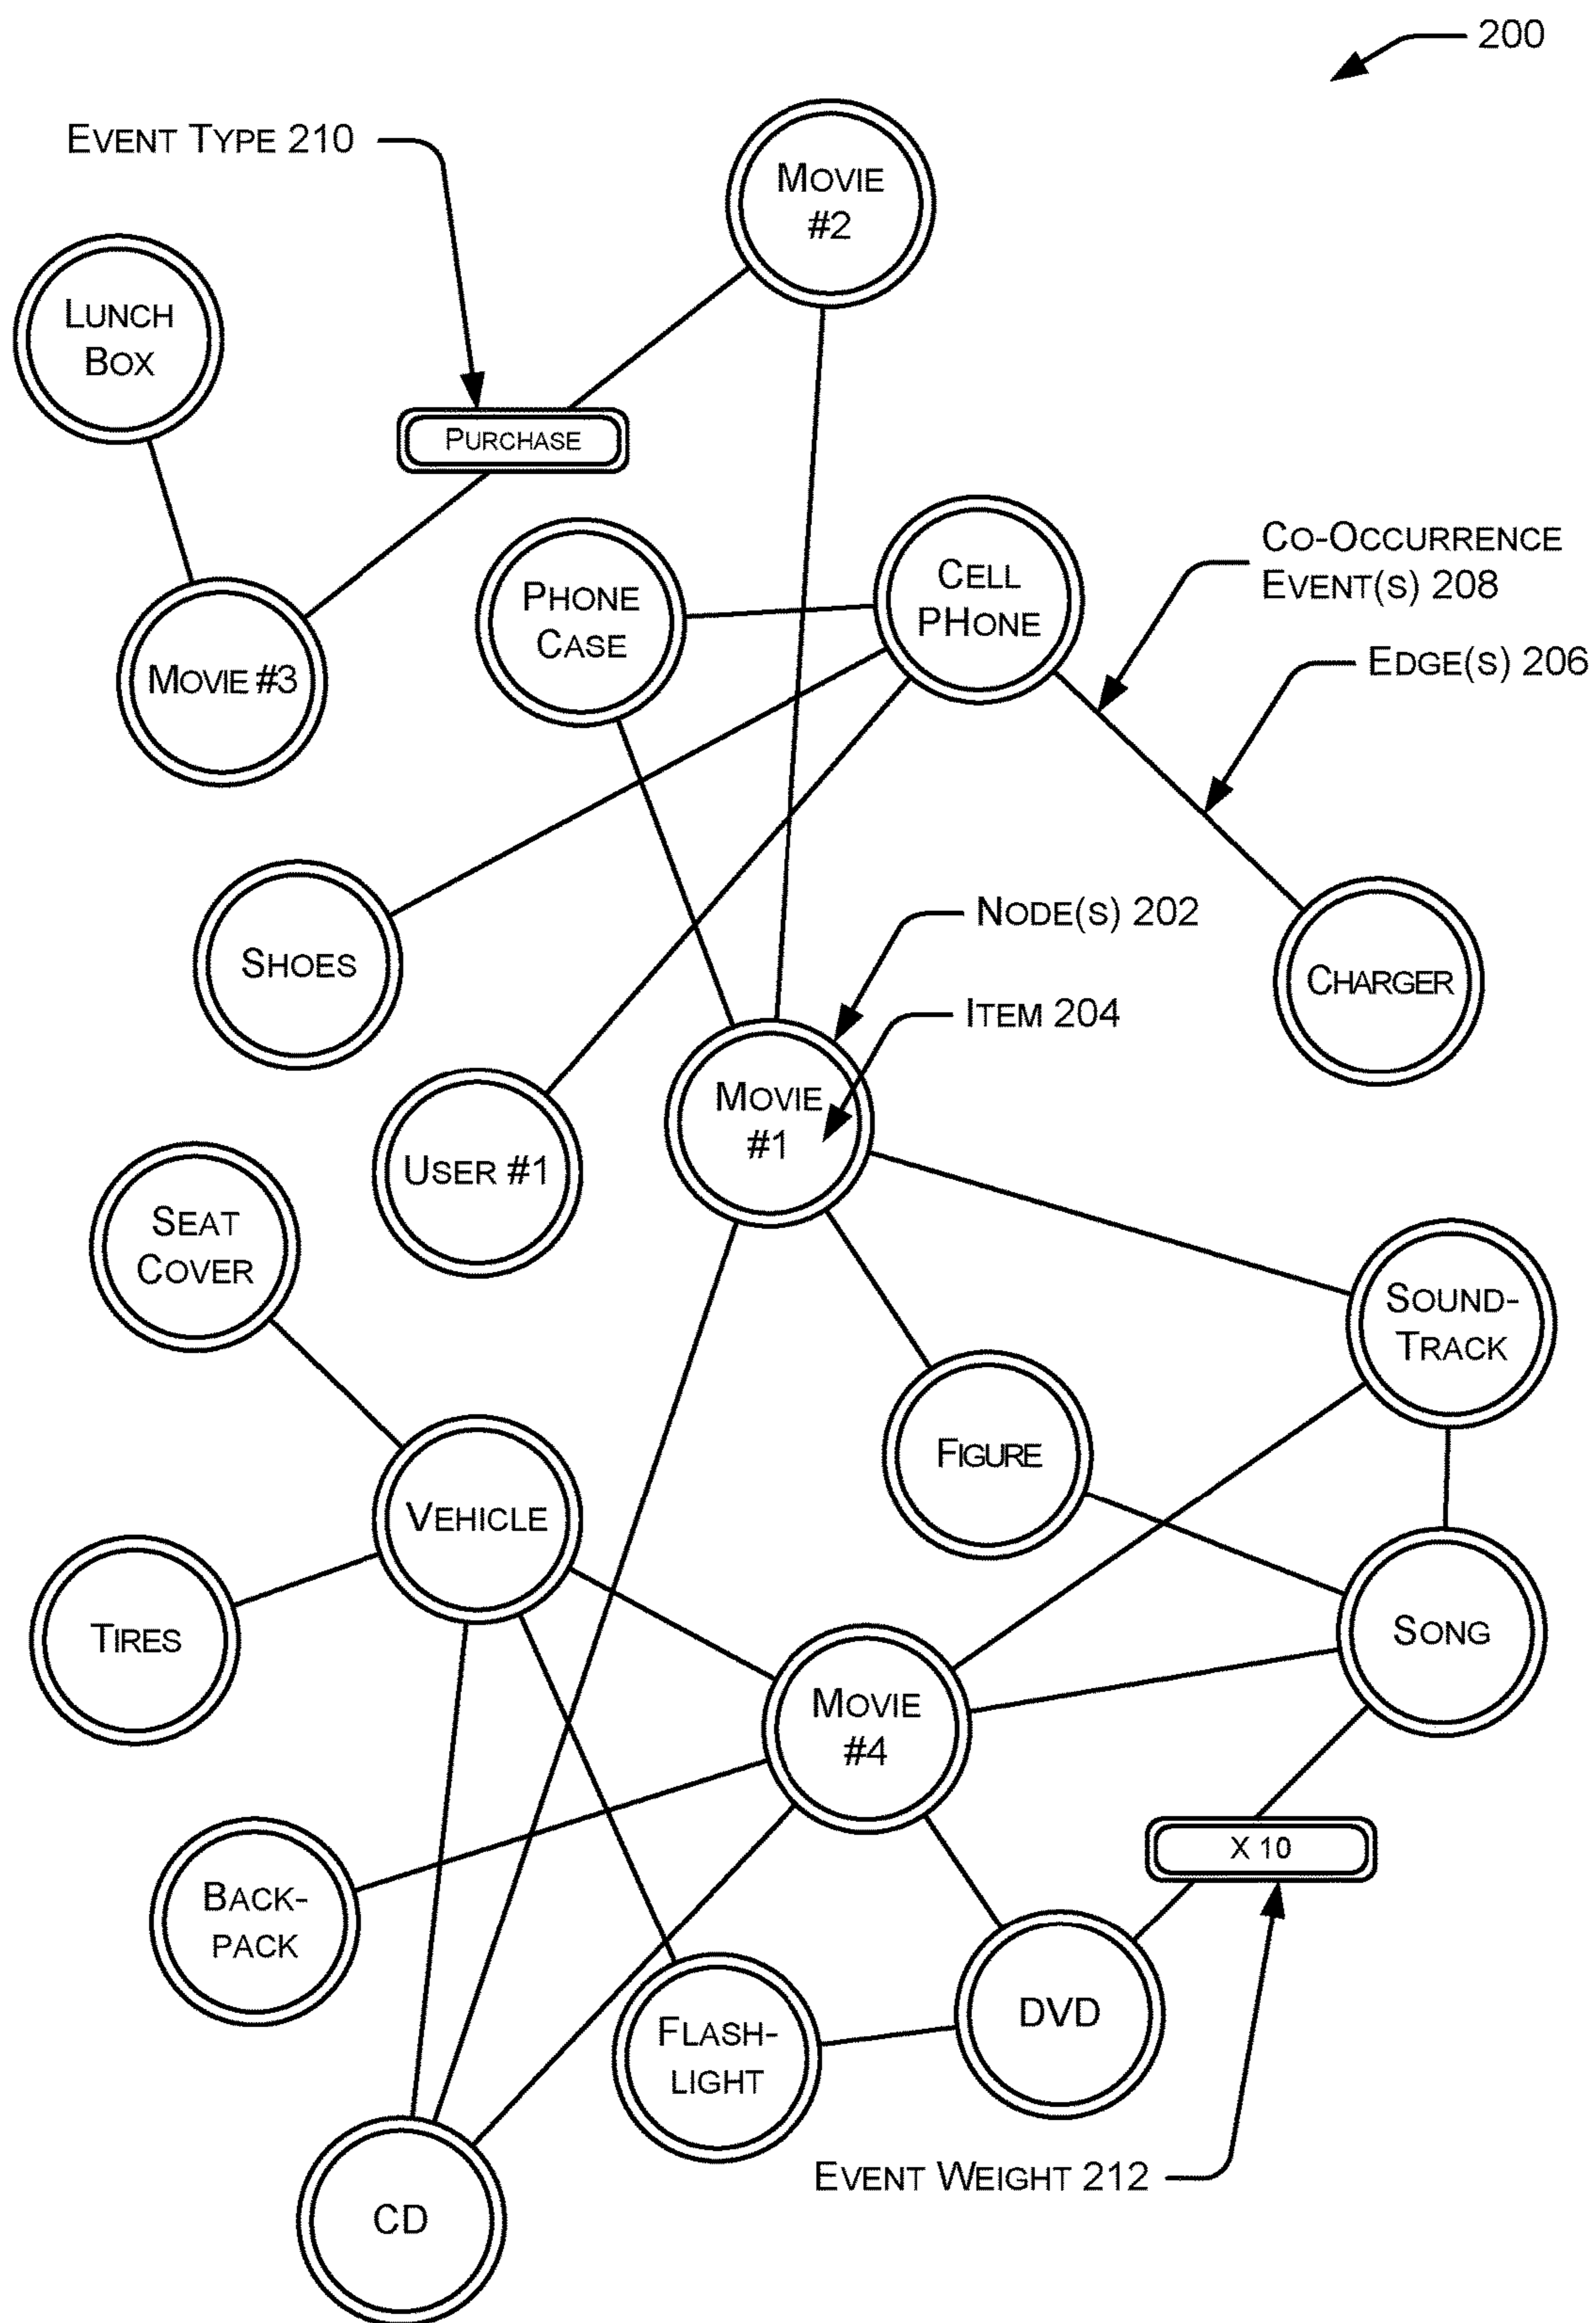 200
EVENT TYPE 210
MOVIE
#2
LUNCH
BOX
PURCHASE
CO-OCCURRENCE
EVENT(S) 208
CELL
PHONE
PHONE
CASE
EDGE(S) 206
MOVIE #3
NODE(S) 202
SHOES
CHARGER
ITEM 204
MOVIE
#1
USER #1
SEAT
COVER
SOUND-
TRACK
FIGURE
VEHICLE
TIRES
SONG
MOVIE
#4
X 10
BACK-
PACK
DVD
FLASH-
LIGHT
EVENT WEIGHT 212
CD